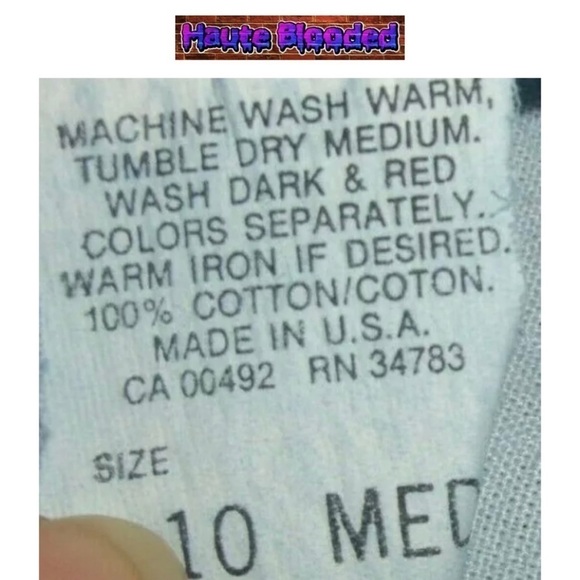 Haute Blooded
MACHINE WASH WARM,
TUMBLE DRY MEDIUM.
WASH DARK & RED
COLORS SEPARATELY.
WARM IRON IF DESIRED.
100% COTTON/COTON.
MADE IN U.S.A.
CA 00492 RN 34783
SIZE
10 MED